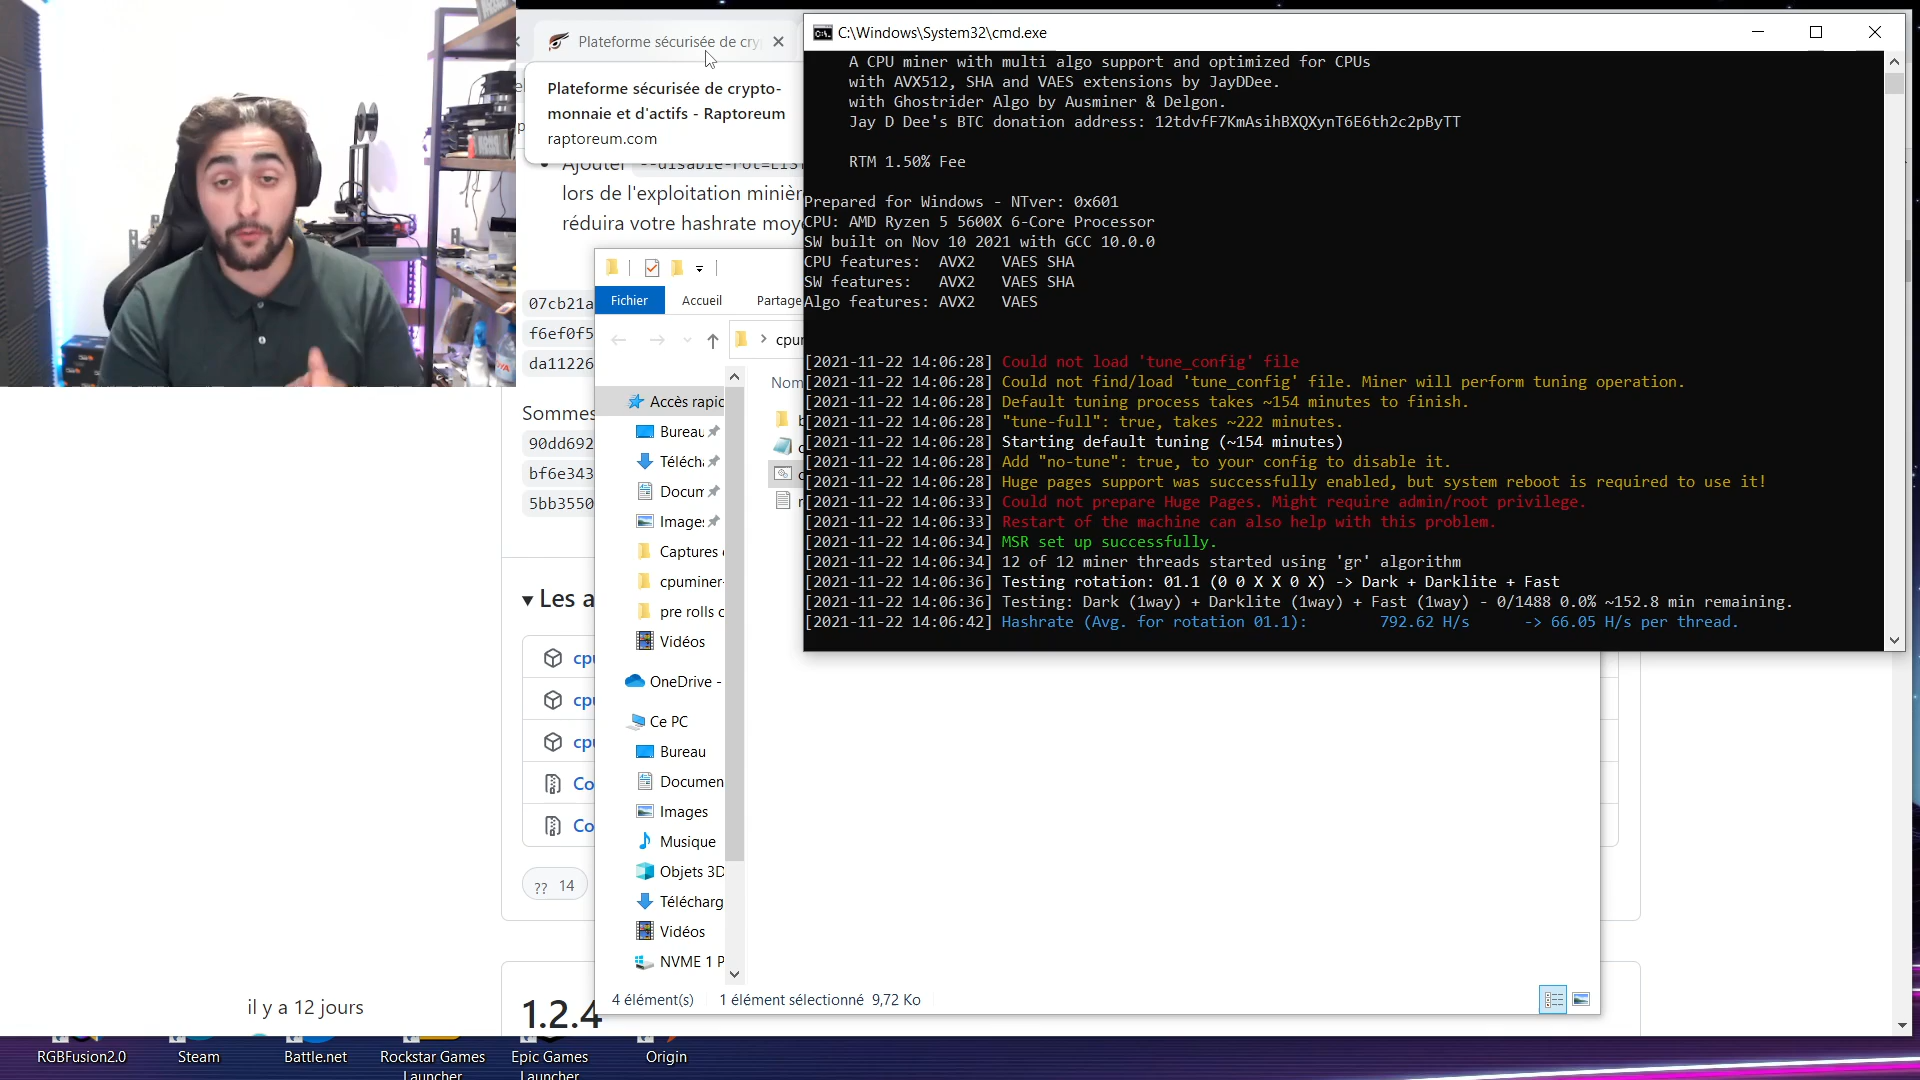 Plateforme sécurisée de cry
Plateforme sécurisée de crypto-
monnaie et d'actifs - Raptoreum
raptoreum.com
lors de l'exploitation minièr
réduira votre hashrate moy
07cb21a
f6ef0f5
da11226
Sommes
90dd692
bf6e343
5bb3550
Les a
cpu
cpu
cpu
Co
Co
?? 14
il y a 12 jours
1.2.4
Fichier
Accueil
Partage
cpur
Nom
Accès rapid
Bureau
Téléch
Docum
Images
Captures
cpuminer-
pre rolls c
Vidéos
OneDrive -
Ce PC
Bureau
Documen
Images
Musique
Objets 3D
Télécharg
Vidéos
NVME 1 P
4 élément(s)
1 élément sélectionné 9,72 Ko
C:\Windows\System32\cmd.exe
A CPU miner with multi algo support and optimized for CPUs
with AVX512, SHA and VAES extensions by JayDDee.
with Ghostrider Algo by Ausminer & Delgon.
Jay D Dee's BTC donation address: 12tdvfF7KmAsihBXQXynT6E6th2c2pByTT
RTM 1.50% Fee
Prepared for Windows - NTver: 0x601
CPU: AMD Ryzen 5 5600X 6-Core Processor
SW built on Nov 10 2021 with GCC 10.0.0
CPU features: AVX2 VAES SHA
SW features: AVX2 VAES SHA
Algo features: AVX2 VAES
[2021-11-22 14:06:28] Could not load 'tune_config' file
[2021-11-22 14:06:28] Could not find/load 'tune_config' file. Miner will perform tuning operation.
[2021-11-22 14:06:28] Default tuning process takes ~154 minutes to finish.
[2021-11-22 14:06:28] "tune-full": true, takes ~222 minutes.
[2021-11-22 14:06:28] Starting default tuning (~154 minutes)
[2021-11-22 14:06:28] Add "no-tune": true, to your config to disable it.
[2021-11-22 14:06:28] Huge pages support was successfully enabled, but system reboot is required to use it!
[2021-11-22 14:06:33] Could not prepare Huge Pages. Might require admin/root privilege.
[2021-11-22 14:06:33] Restart of the machine can also help with this problem.
[2021-11-22 14:06:34] MSR set up successfully.
[2021-11-22 14:06:34] 12 of 12 miner threads started using 'gr' algorithm
[2021-11-22 14:06:36] Testing rotation: 01.1 (0 0 X X 0 X) -> Dark + Darklite + Fast
[2021-11-22 14:06:36] Testing: Dark (1way) + Darklite (1way) + Fast (1way) - 0/1488 0.0% ~152.8 min remaining.
[2021-11-22 14:06:42] Hashrate (Avg. for rotation 01.1): 792.62 H/s -> 66.05 H/s per thread.
RGBFusion2.0
Steam
Battle.net
Rockstar Games
Launcher
Epic Games
Launcher
Origin